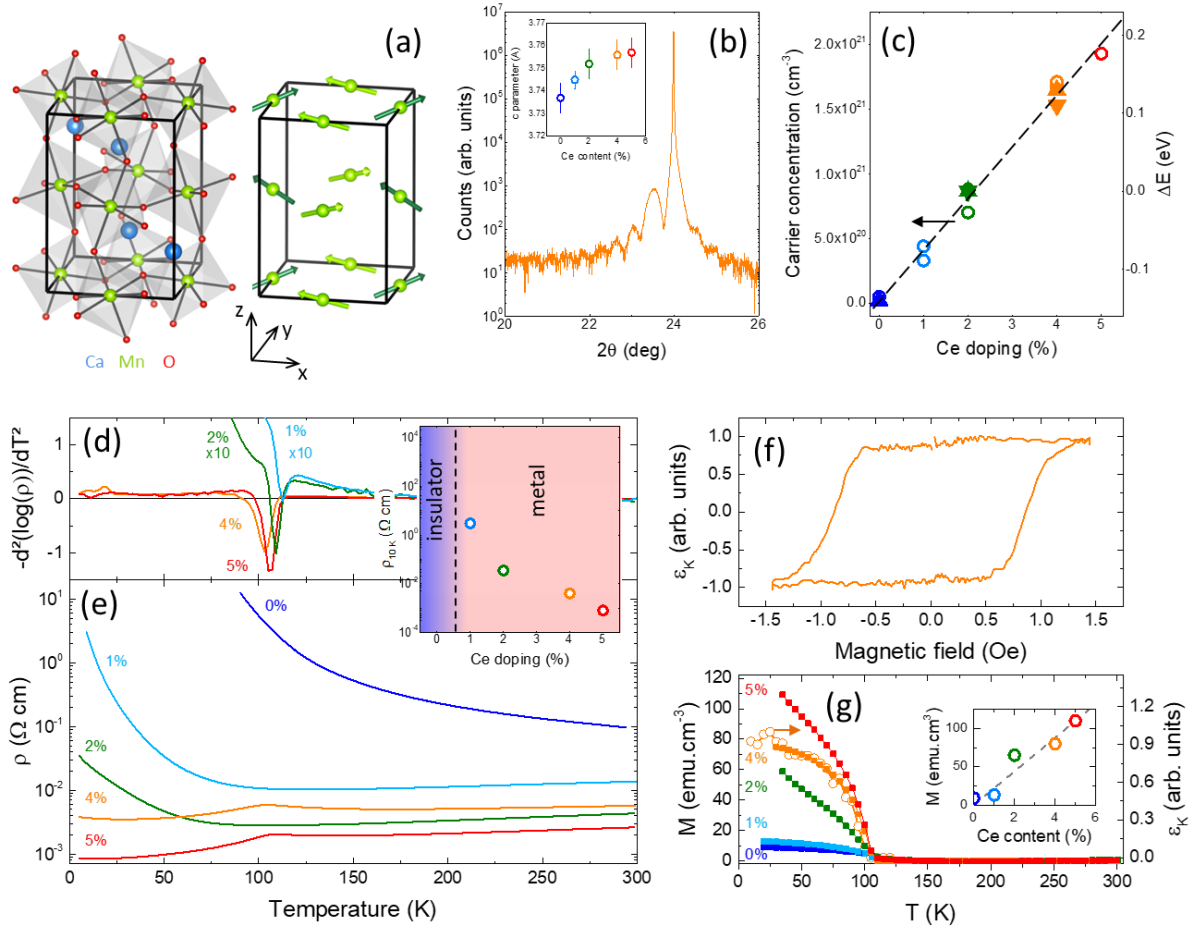 (a)
z
y
x
Ca Mn O
(b)
Counts (arb. units)
10⁷
10⁶
10⁵
10⁴
10³
10²
10¹
10⁰
20 22 24 26
2θ (deg)
c parameter (A)
3.77
3.76
3.75
3.74
3.73
3.72
0 2 4 6
Ce content (%)
(c)
Carrier concentration (cm⁻³)
2.0x10²¹
1.5x10²¹
1.0x10²¹
5.0x10²⁰
0.0
0 1 2 3 4 5
Ce doping (%)
0.2
0.1
0.0
-0.1
ΔE (eV)
(d)
-d²(log(ρ))/dT²
1
0
-1
2%
x10
1%
x10
4%
5%
insulator
metal
ρ10 K (Ω cm)
10⁴
10²
10⁰
10⁻²
10⁻⁴
0 1 2 3 4 5
Ce doping (%)
(e)
ρ (Ω cm)
10¹
10⁰
10⁻¹
10⁻²
10⁻³
0%
1%
2%
4%
5%
0 50 100 150 200 250 300
Temperature (K)
(f)
εK (arb. units)
1.0
0.5
0.0
-0.5
-1.0
-1.5 -1.0 -0.5 0.0 0.5 1.0 1.5
Magnetic field (Oe)
(g)
M (emu.cm⁻³)
120
100
80
60
40
20
0
5%
4%
2%
1%
0%
0 50 100 150 200 250 300
T (K)
1.2
0.9
0.6
0.3
0.0
εK (arb. units)
M (emu.cm³)
100
75
50
25
0
0 2 4 6
Ce content (%)